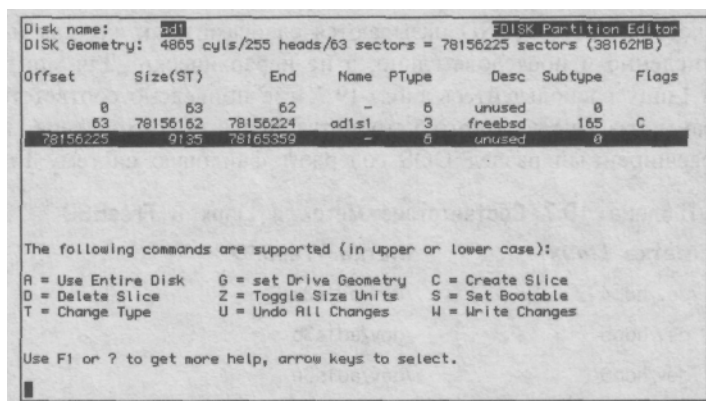 Disk name: ad1 FDISK Partition Editor
DISK Geometry: 4865 cyls/255 heads/63 sectors = 78156225 sectors (38162MB)
Offset Size(ST) End Name PType Desc Subtype Flags
0 63 62 - 6 unused 0
63 78156162 78156224 ad1s1 3 freebsd 165 C
78156225 9135 78165359 - 6 unused 0
The following commands are supported (in upper or lower case):
A = Use Entire Disk G = set Drive Geometry C = Create Slice
D = Delete Slice Z = Toggle Size Units S = Set Bootable
T = Change Type U = Undo All Changes W = Write Changes
Use F1 or ? to get more help, arrow keys to select.